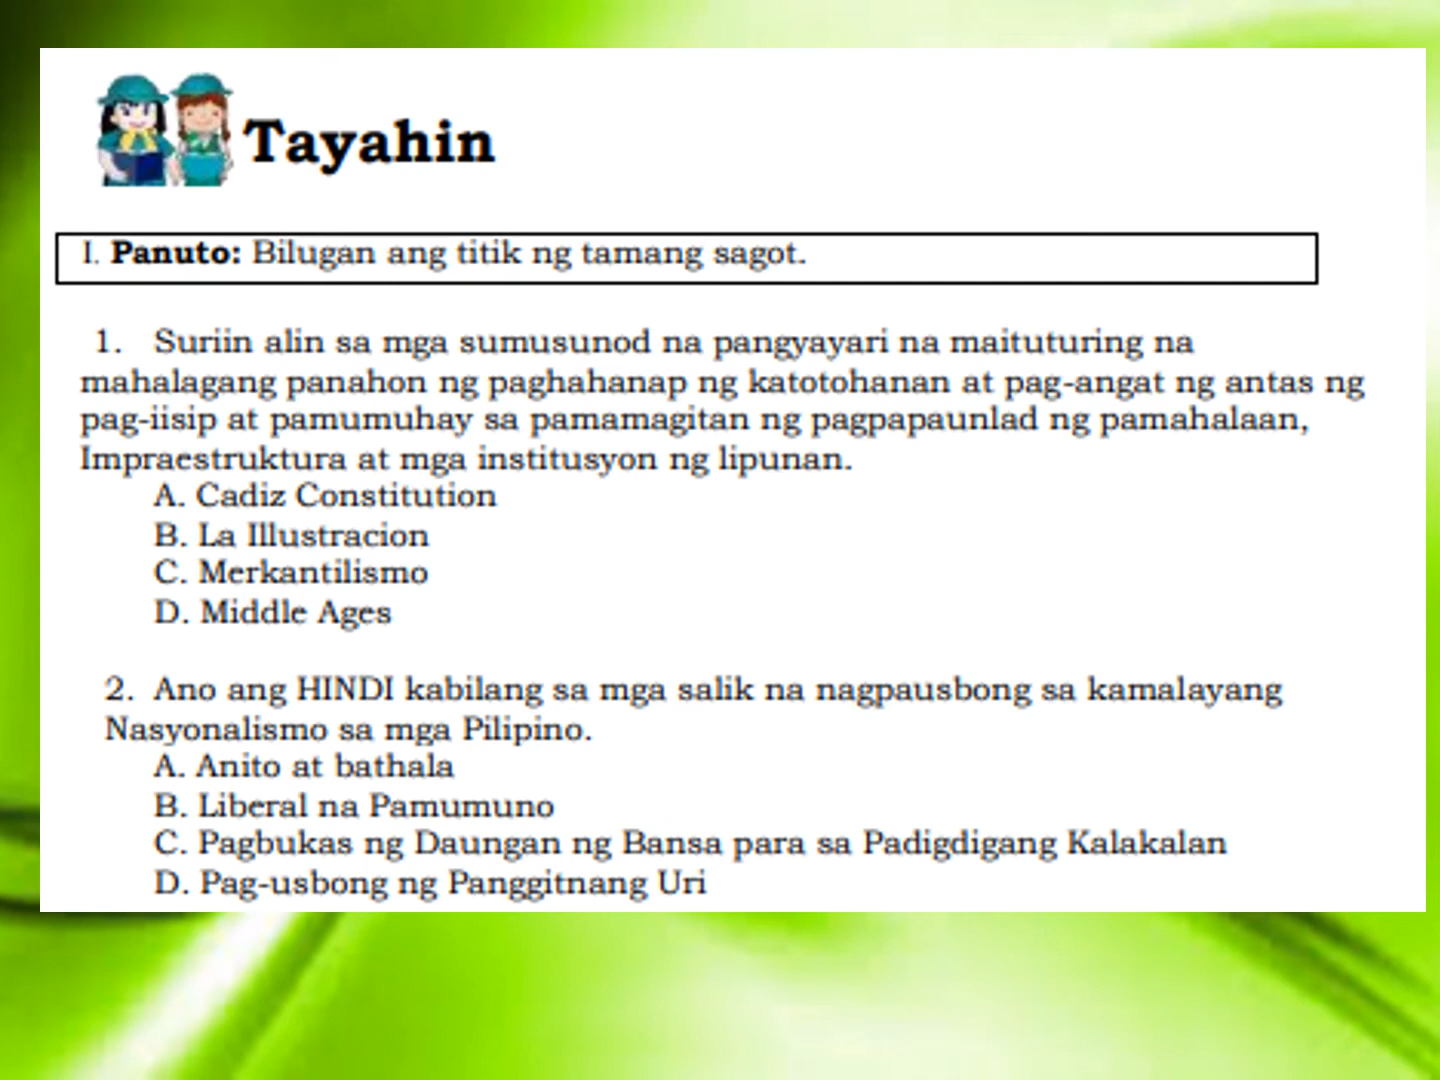 Tayahin
I. Panuto: Bilugan ang titik ng tamang sagot.
1. Suriin alin sa mga sumusunod na pangyayari na maituturing na
mahalagang panahon ng paghahanap ng katotohanan at pag-angat ng antas ng
pag-iisip at pamumuhay sa pamamagitan ng pagpapaunlad ng pamahalaan,
Impraestruktura at mga institusyon ng lipunan.
A. Cadiz Constitution
B. La Illustracion
C. Merkantilismo
D. Middle Ages
2. Ano ang HINDI kabilang sa mga salik na nagpausbong sa kamalayang
Nasyonalismo sa mga Pilipino.
A. Anito at bathala
B. Liberal na Pamumuno
C. Pagbukas ng Daungan ng Bansa para sa Padigdigang Kalakalan
D. Pag-usbong ng Panggitnang Uri